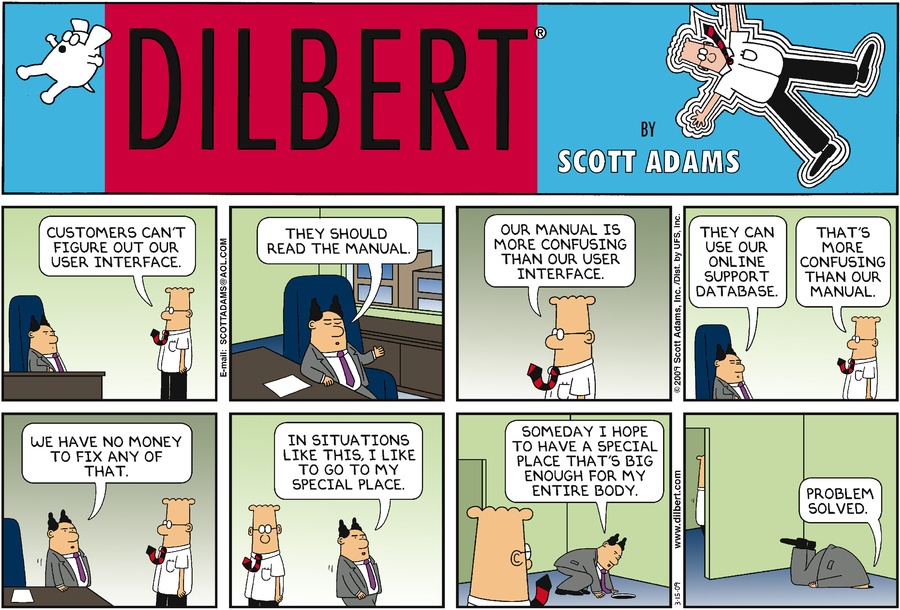 DILBERT®
BY
SCOTT ADAMS
CUSTOMERS CAN'T
FIGURE OUT OUR
USER INTERFACE.
E-mail: SCOTTADAMS@AOL.COM
THEY SHOULD
READ THE MANUAL.
OUR MANUAL IS
MORE CONFUSING
THAN OUR USER
INTERFACE.
© 2009 Scott Adams, Inc. /Dist. by UFS, Inc.
THEY CAN
USE OUR
ONLINE
SUPPORT
DATABASE.
THAT'S
MORE
CONFUSING
THAN OUR
MANUAL.
WE HAVE NO MONEY
TO FIX ANY OF
THAT.
IN SITUATIONS
LIKE THIS, I LIKE
TO GO TO MY
SPECIAL PLACE.
SOMEDAY I HOPE
TO HAVE A SPECIAL
PLACE THAT'S BIG
ENOUGH FOR MY
ENTIRE BODY.
3-15-09
www.dilbert.com
PROBLEM
SOLVED.